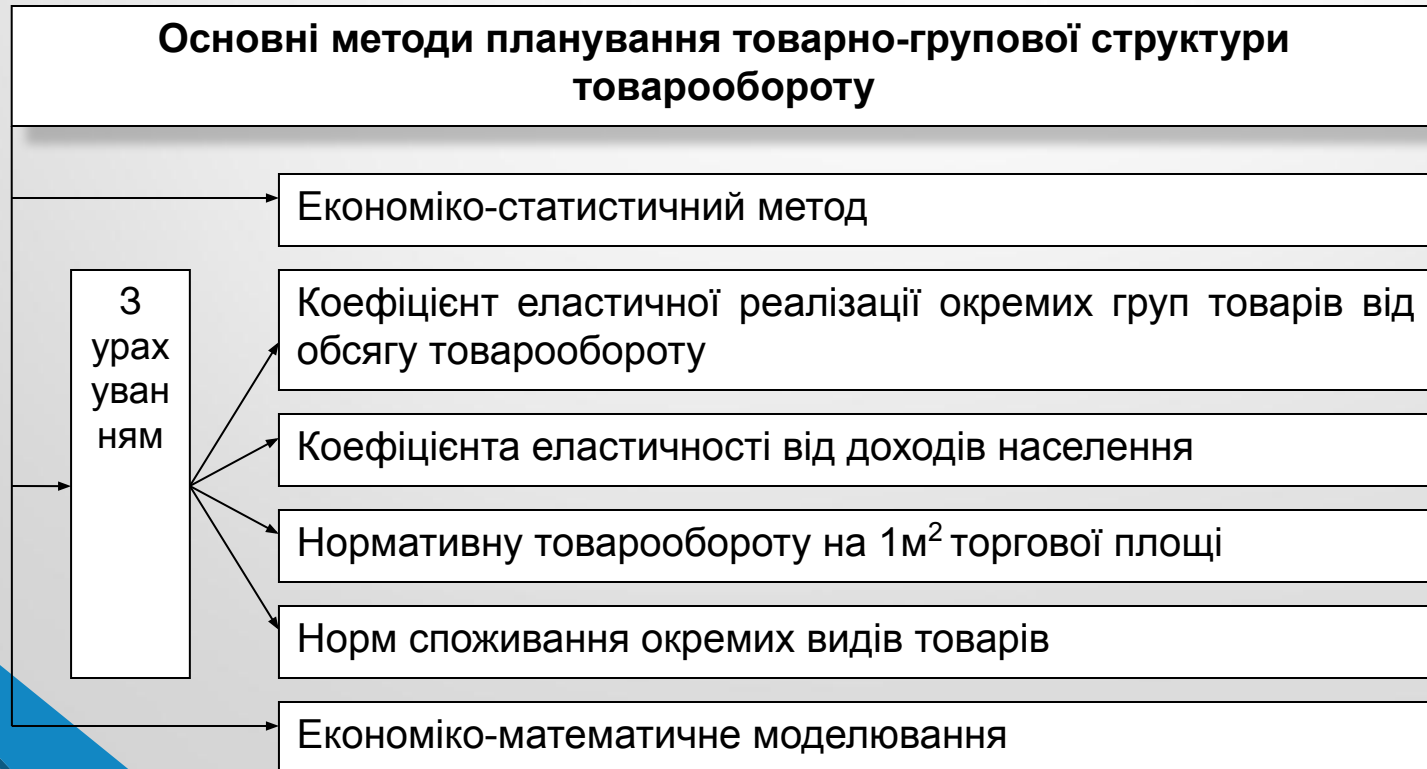 Основні методи планування товарно-групової структури
товарообороту
Економіко-статистичний метод
З
урах
уван
ням
Коефіцієнт еластичної реалізації окремих груп товарів від
обсягу товарообороту
Коефіцієнта еластичності від доходів населення
Нормативну товарообороту на 1м² торгової площі
Норм споживання окремих видів товарів
Економіко-математичне моделювання